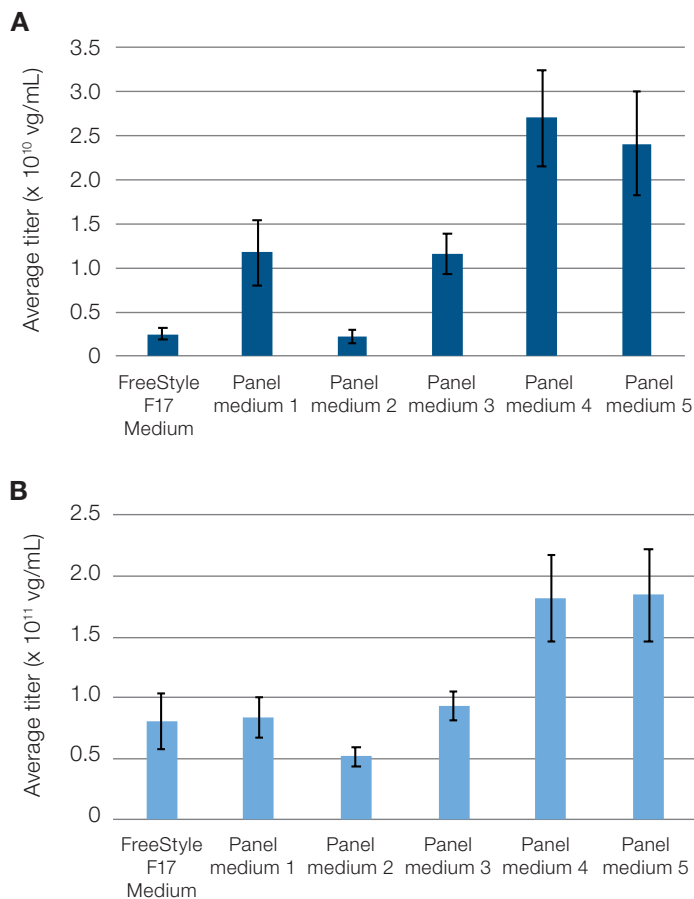 A
Average titer (x 10¹⁰ vg/mL)
3.5
3.0
2.5
2.0
1.5
1.0
0.5
0
FreeStyle F17 Medium
Panel medium 1
Panel medium 2
Panel medium 3
Panel medium 4
Panel medium 5
B
Average titer (x 10¹¹ vg/mL)
2.5
2.0
1.5
1.0
0.5
0
FreeStyle F17 Medium
Panel medium 1
Panel medium 2
Panel medium 3
Panel medium 4
Panel medium 5